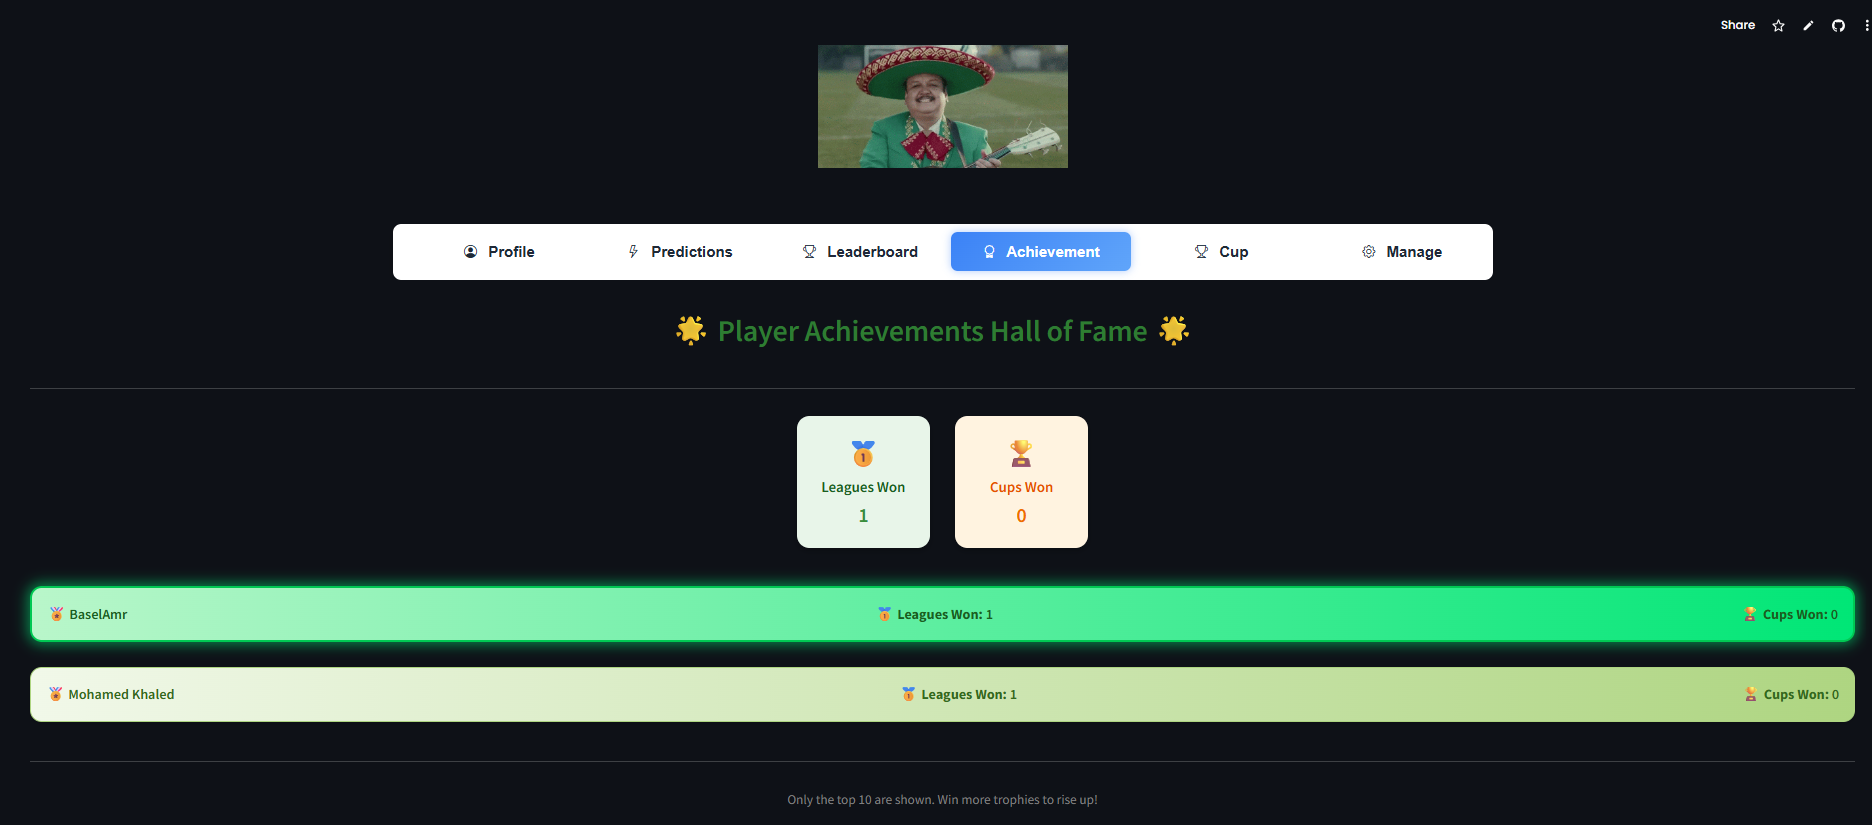 Share
Profile Predictions Leaderboard Achievement Cup Manage
🌟 Player Achievements Hall of Fame 🌟
Leagues Won
1
Cups Won
0
🏅 BaselAmr 🥇 Leagues Won: 1 🏆 Cups Won: 0
🏅 Mohamed Khaled 🥇 Leagues Won: 1 🏆 Cups Won: 0
Only the top 10 are shown. Win more trophies to rise up!